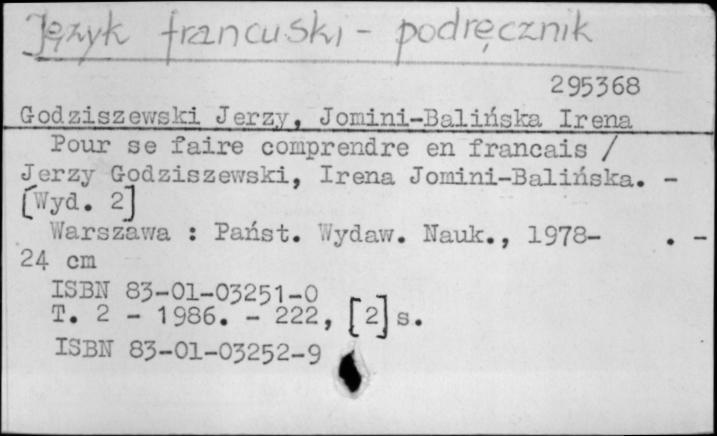 Język francuski - podręcznik
295368
Godziszewski Jerzy, Jomini-Balińska Irena
Pour se faire comprendre en francais /
Jerzy Godziszewski, Irena Jomini-Balińska. -
[Wyd. 2]
Warszawa : Państ. Wydaw. Nauk., 1978- . -
24 cm
ISBN 83-01-03251-0
T. 2 - 1986. - 222, [2] s.
ISBN 83-01-03252-9